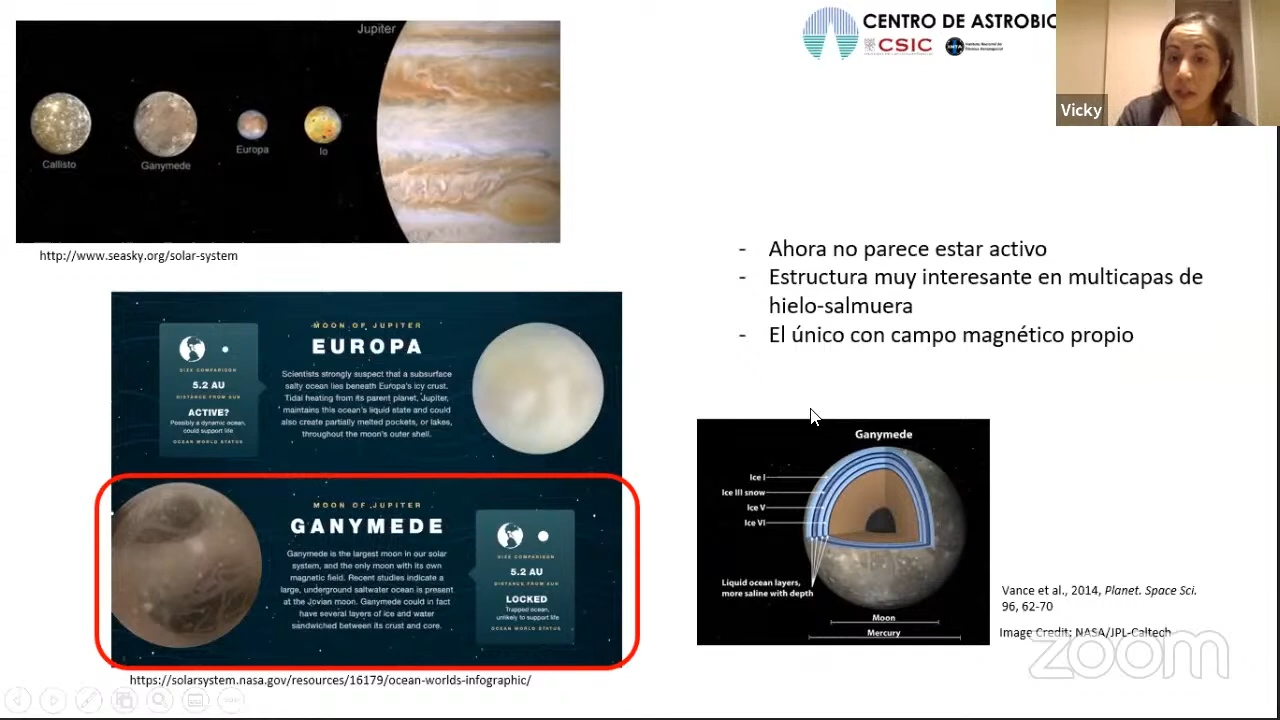 Jupiter
Callisto
Ganymede
Europa
Io
http://www.seasky.org/solar-system
CENTRO DE ASTROBIO
CSIC
Vicky
- Ahora no parece estar activo
- Estructura muy interesante en multicapas de
hielo-salmuera
- El único con campo magnético propio
MOON OF JUPITER
EUROPA
Scientists strongly suspect that a subsurface
salty ocean lies beneath Europa's icy crust.
Tidal heating from its parent planet, Jupiter,
maintains this ocean's liquid state and could
also create partially melted pockets, or lakes,
throughout the moon's outer shell.
SIZE COMPARISON
5.2 AU
DISTANCE FROM SUN
ACTIVE?
Possibly a dynamic ocean,
could support life
OCEAN WORLD STATUS
MOON OF JUPITER
GANYMEDE
Ganymede is the largest moon in our solar
system, and the only moon with its own
magnetic field. Recent studies indicate a
large, underground saltwater ocean is present
at the Jovian moon. Ganymede could in fact
have several layers of ice and water
sandwiched between its crust and core.
SIZE COMPARISON
5.2 AU
DISTANCE FROM SUN
LOCKED
Trapped ocean,
unlikely to support life
OCEAN WORLD STATUS
https://solarsystem.nasa.gov/resources/16179/ocean-worlds-infographic/
Ganymede
Ice I
Ice III snow
Ice V
Ice VI
Liquid ocean layers,
more saline with depth
Moon
Mercury
Vance et al., 2014, Planet. Space Sci.
96, 62-70
Image Credit: NASA/JPL-Caltech
zoom